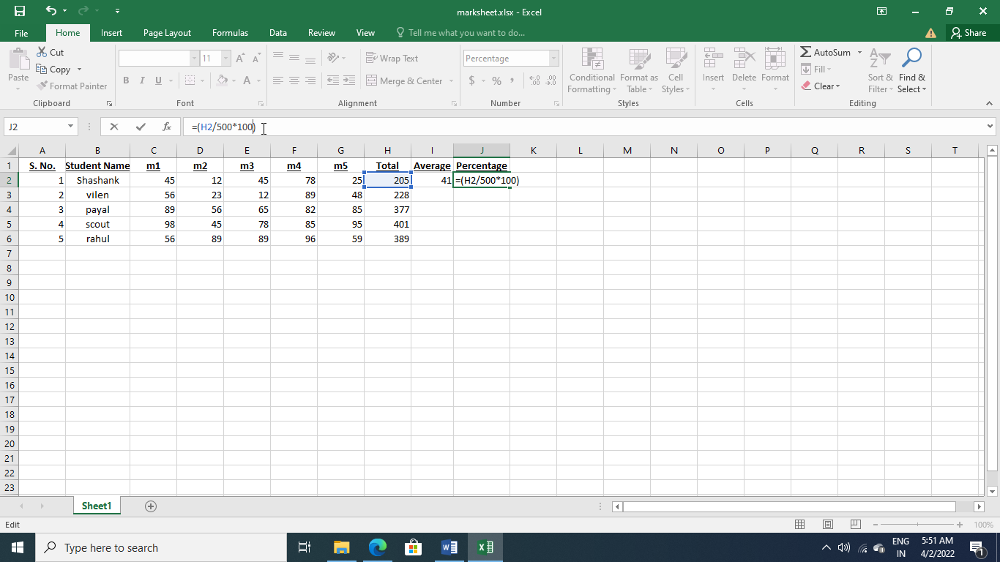 marksheet.xlsx - Excel
File Home Insert Page Layout Formulas Data Review View Tell me what you want to do... Share
Paste Cut Copy Format Painter
11
Wrap Text Merge & Center
Percentage
$ % ,
Conditional Formatting Format as Table Cell Styles
Insert Delete Format
AutoSum Fill Clear
Sort & Filter Find & Select
Clipboard Font Alignment Number Styles Cells Editing
J2 fx =(H2/500*100)
A B C D E F G H I J K L M N O P Q R S T
1 S. No. Student Name m1 m2 m3 m4 m5 Total Average Percentage
2 1 Shashank 45 12 45 78 25 205 41 =(H2/500*100)
3 2 vilen 56 23 12 89 48 228
4 3 payal 89 56 65 82 85 377
5 4 scout 98 45 78 85 95 401
6 5 rahul 56 89 89 96 59 389
7
8
9
10
11
12
13
14
15
16
17
18
19
20
21
22
23
Sheet1
Edit 100%
Type here to search
ENG 5:51 AM
IN 4/2/2022 1